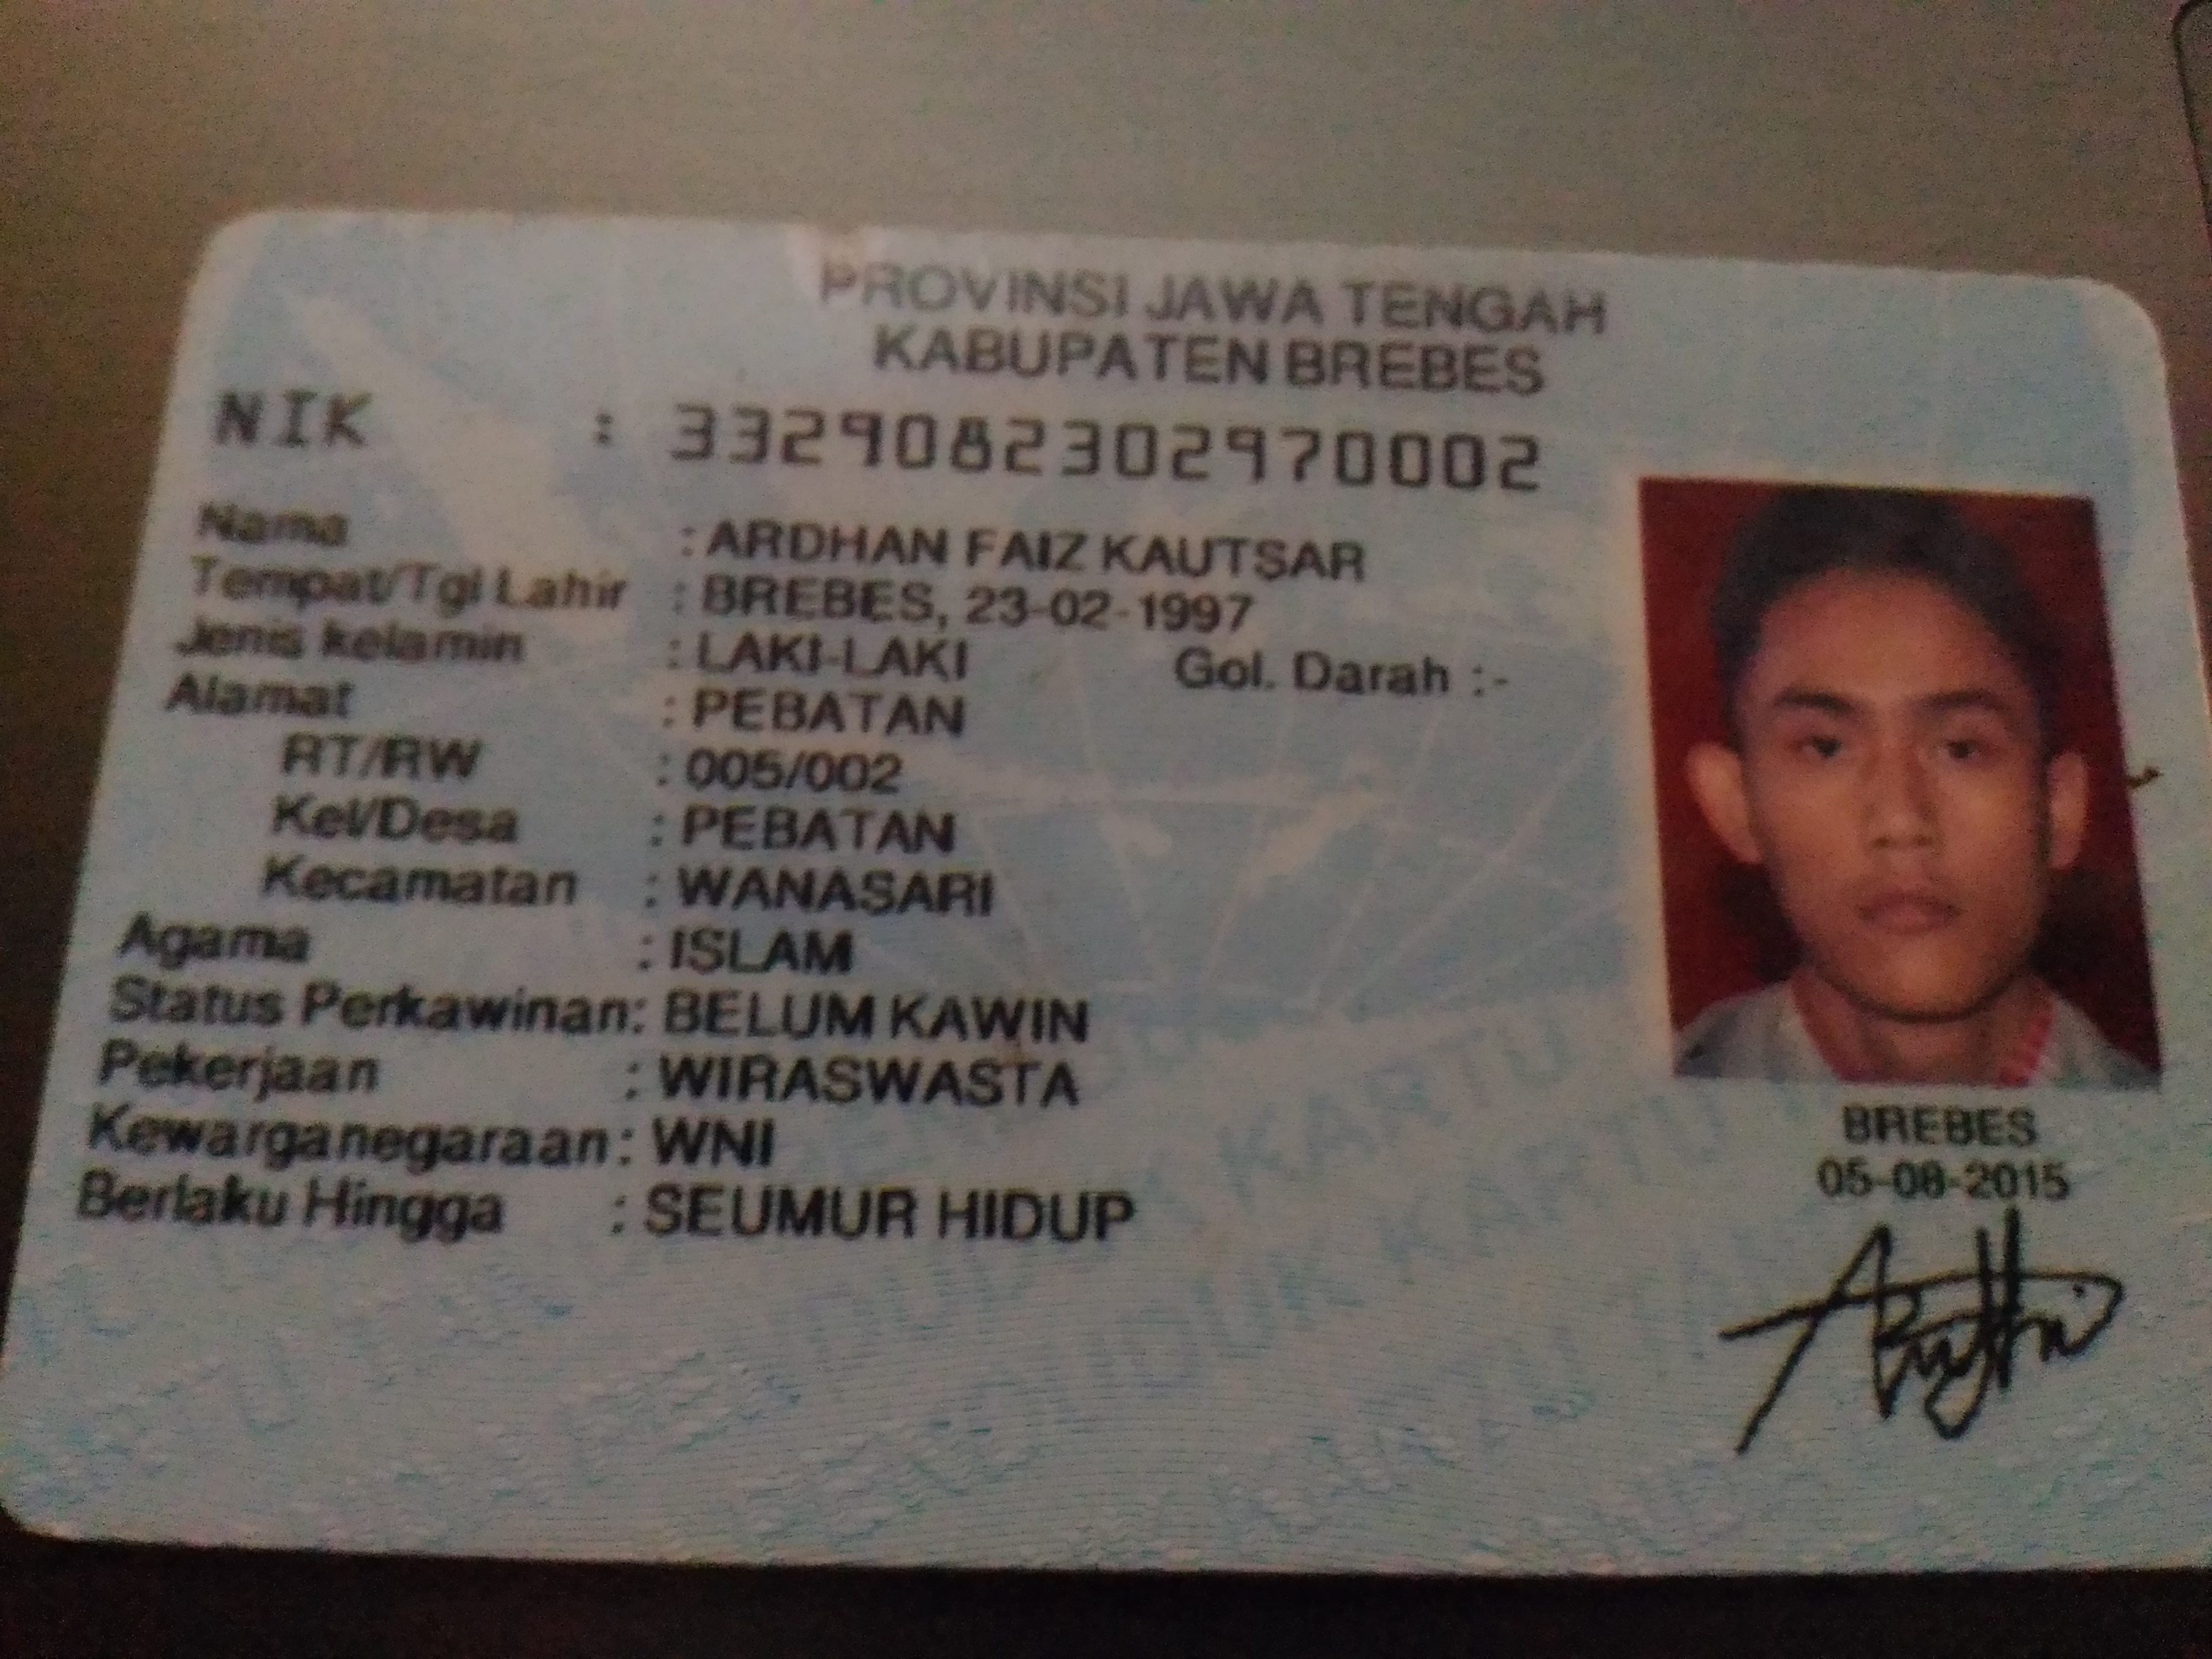 PROVINSI JAWA TENGAH
KABUPATEN BREBES
NIK : 3329082302970002
Nama : ARDHAN FAIZ KAUTSAR
Tempat/Tgl Lahir : BREBES, 23-02-1997
Jenis kelamin : LAKI-LAKI Gol. Darah :-
Alamat : PEBATAN
RT/RW : 005/002
Kel/Desa : PEBATAN
Kecamatan : WANASARI
Agama : ISLAM
Status Perkawinan: BELUM KAWIN
Pekerjaan : WIRASWASTA
Kewarganegaraan: WNI
Berlaku Hingga : SEUMUR HIDUP
BREBES
05-08-2015